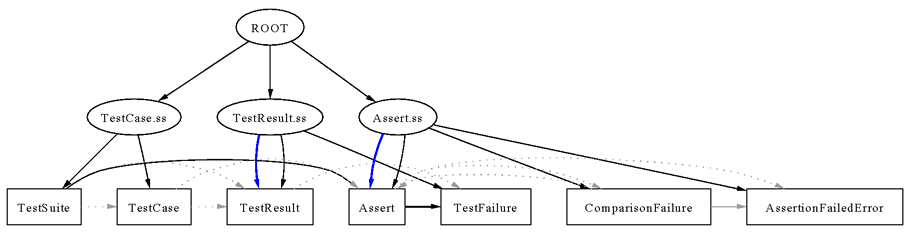 ROOT
TestCase.ss
TestResult.ss
Assert.ss
TestSuite
TestCase
TestResult
Assert
TestFailure
ComparisonFailure
AssertionFailedError